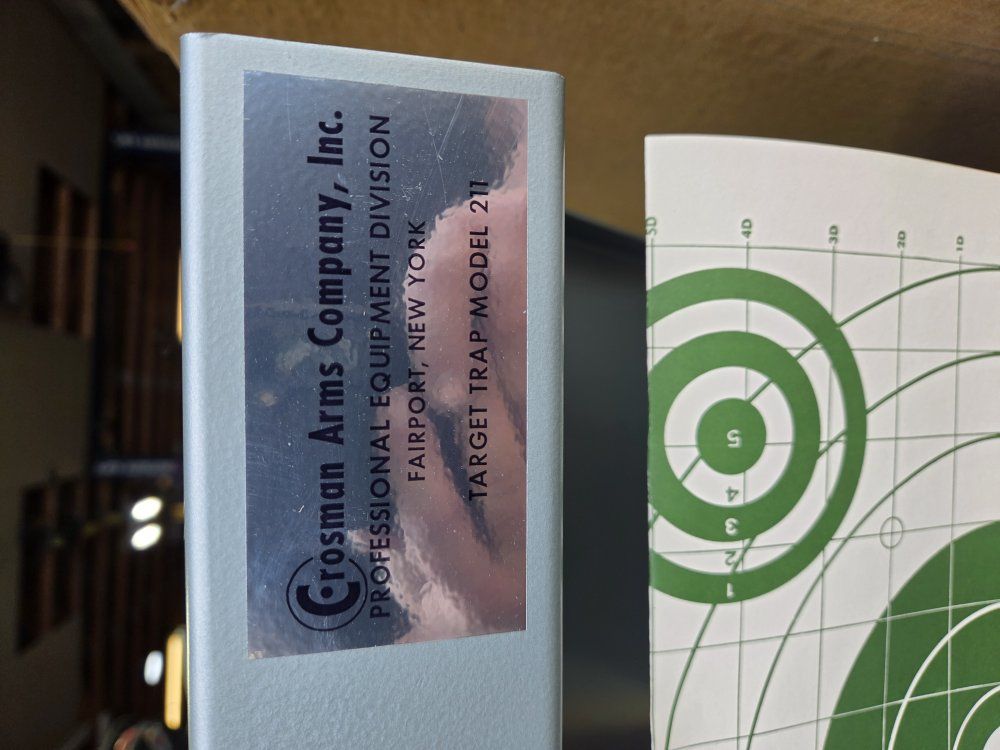 Crosman Arms Company, Inc.
PROFESSIONAL EQUIPMENT DIVISION
FAIRPORT, NEW YORK
TARGET TRAP MODEL 211
5D 4D 3D 2D 1D
5
4
3
2
1